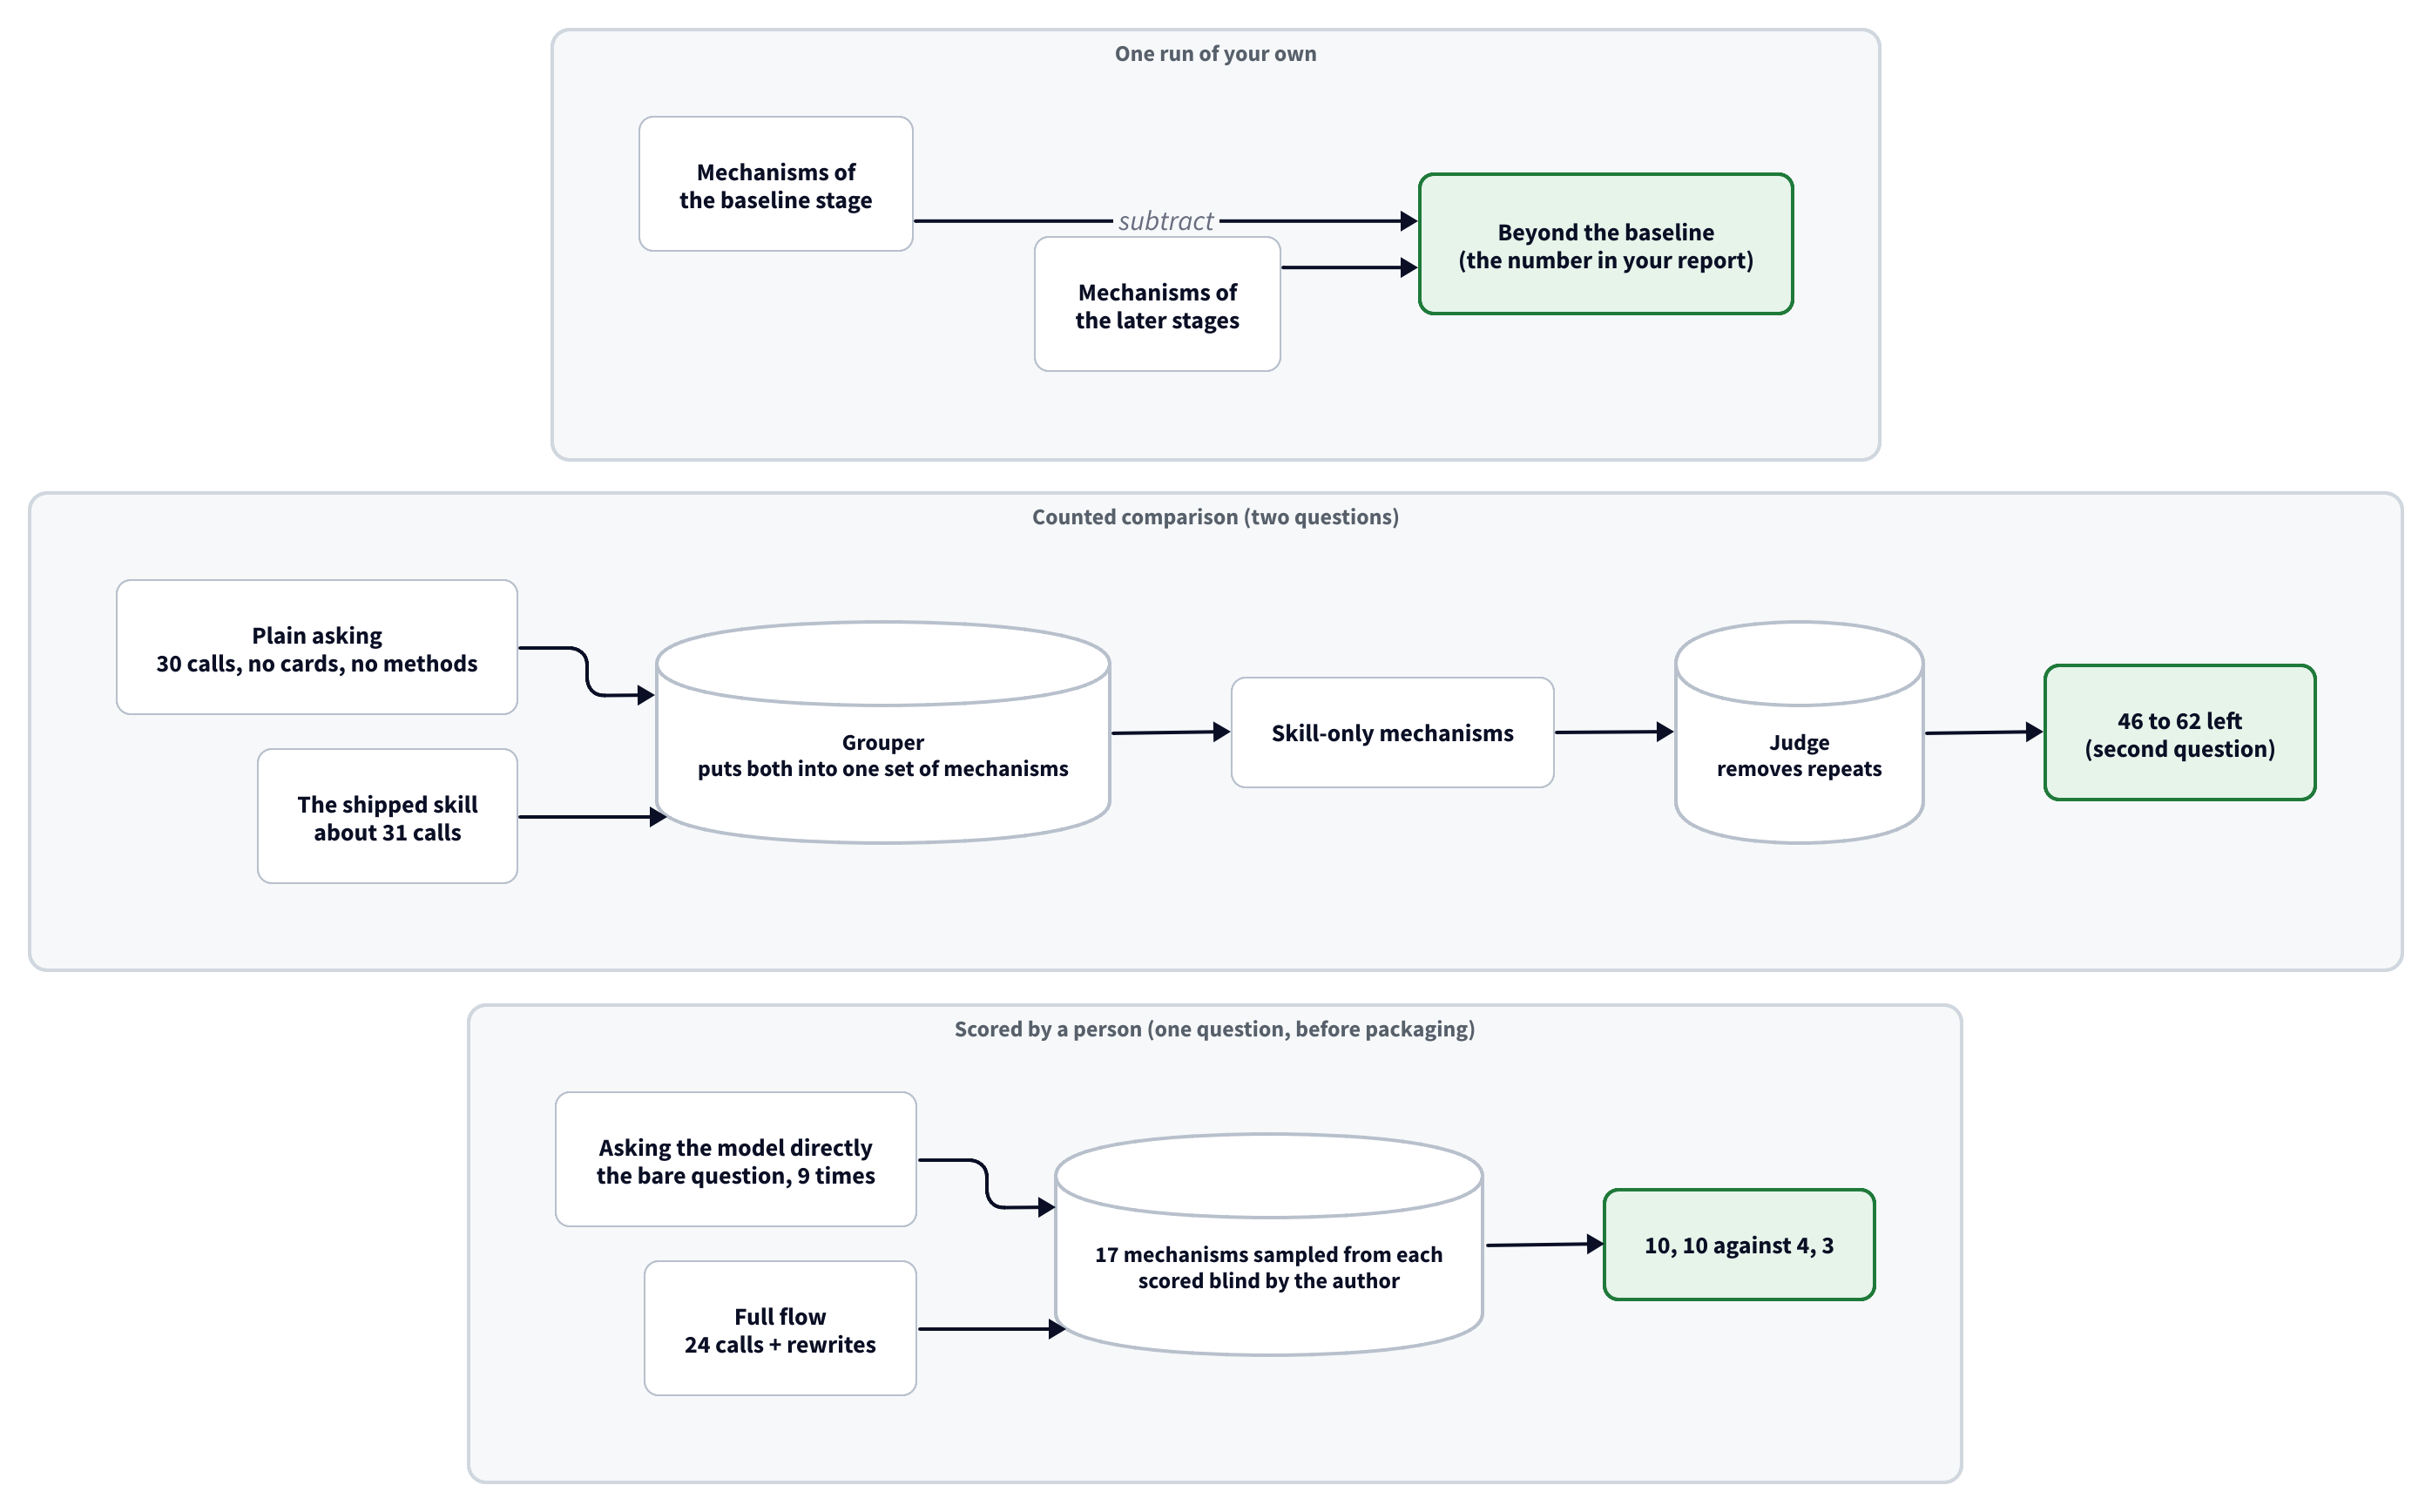 One run of your own
Mechanisms of
the baseline stage
subtract
Mechanisms of
the later stages
Beyond the baseline
(the number in your report)
Counted comparison (two questions)
Plain asking
30 calls, no cards, no methods
The shipped skill
about 31 calls
Grouper
puts both into one set of mechanisms
Skill-only mechanisms
Judge
removes repeats
46 to 62 left
(second question)
Scored by a person (one question, before packaging)
Asking the model directly
the bare question, 9 times
Full flow
24 calls + rewrites
17 mechanisms sampled from each
scored blind by the author
10, 10 against 4, 3